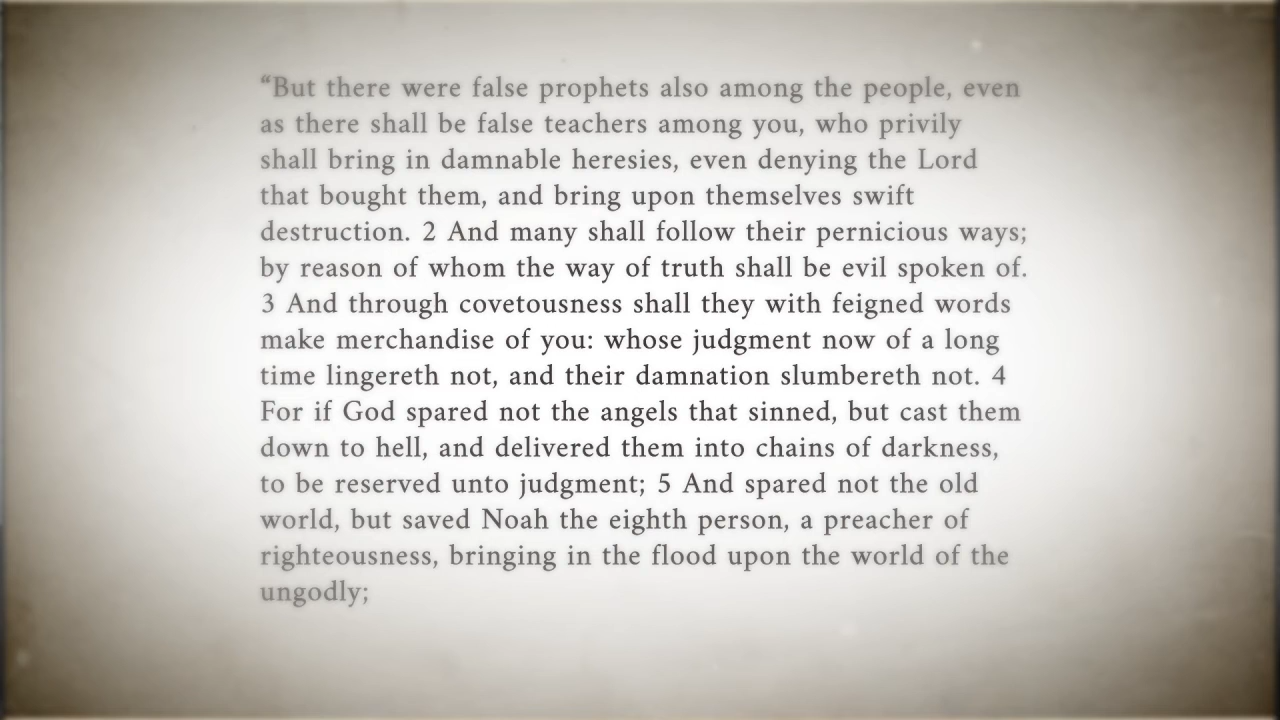 “But there were false prophets also among the people, even
as there shall be false teachers among you, who privily
shall bring in damnable heresies, even denying the Lord
that bought them, and bring upon themselves swift
destruction. 2 And many shall follow their pernicious ways;
by reason of whom the way of truth shall be evil spoken of.
3 And through covetousness shall they with feigned words
make merchandise of you: whose judgment now of a long
time lingereth not, and their damnation slumbereth not. 4
For if God spared not the angels that sinned, but cast them
down to hell, and delivered them into chains of darkness,
to be reserved unto judgment; 5 And spared not the old
world, but saved Noah the eighth person, a preacher of
righteousness, bringing in the flood upon the world of the
ungodly;